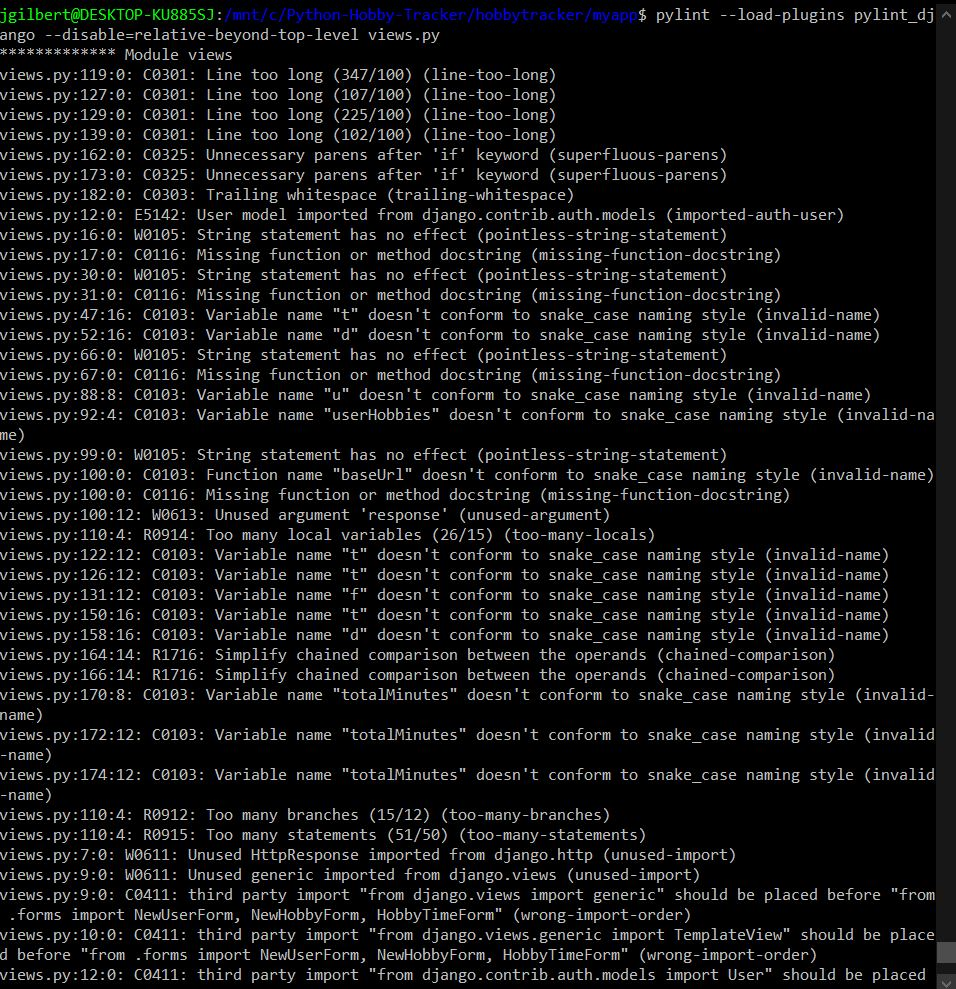 jgilbert@DESKTOP-KU885SJ:/mnt/c/Python-Hobby-Tracker/hobbytracker/myapp$ pylint --load-plugins pylint_dj
ango --disable=relative-beyond-top-level views.py
************* Module views
views.py:119:0: C0301: Line too long (347/100) (line-too-long)
views.py:127:0: C0301: Line too long (107/100) (line-too-long)
views.py:129:0: C0301: Line too long (225/100) (line-too-long)
views.py:139:0: C0301: Line too long (102/100) (line-too-long)
views.py:162:0: C0325: Unnecessary parens after 'if' keyword (superfluous-parens)
views.py:173:0: C0325: Unnecessary parens after 'if' keyword (superfluous-parens)
views.py:182:0: C0303: Trailing whitespace (trailing-whitespace)
views.py:12:0: E5142: User model imported from django.contrib.auth.models (imported-auth-user)
views.py:16:0: W0105: String statement has no effect (pointless-string-statement)
views.py:17:0: C0116: Missing function or method docstring (missing-function-docstring)
views.py:30:0: W0105: String statement has no effect (pointless-string-statement)
views.py:31:0: C0116: Missing function or method docstring (missing-function-docstring)
views.py:47:16: C0103: Variable name "t" doesn't conform to snake_case naming style (invalid-name)
views.py:52:16: C0103: Variable name "d" doesn't conform to snake_case naming style (invalid-name)
views.py:66:0: W0105: String statement has no effect (pointless-string-statement)
views.py:67:0: C0116: Missing function or method docstring (missing-function-docstring)
views.py:88:8: C0103: Variable name "u" doesn't conform to snake_case naming style (invalid-name)
views.py:92:4: C0103: Variable name "userHobbies" doesn't conform to snake_case naming style (invalid-na
me)
views.py:99:0: W0105: String statement has no effect (pointless-string-statement)
views.py:100:0: C0103: Function name "baseUrl" doesn't conform to snake_case naming style (invalid-name)
views.py:100:0: C0116: Missing function or method docstring (missing-function-docstring)
views.py:100:12: W0613: Unused argument 'response' (unused-argument)
views.py:110:4: R0914: Too many local variables (26/15) (too-many-locals)
views.py:122:12: C0103: Variable name "t" doesn't conform to snake_case naming style (invalid-name)
views.py:126:12: C0103: Variable name "t" doesn't conform to snake_case naming style (invalid-name)
views.py:131:12: C0103: Variable name "f" doesn't conform to snake_case naming style (invalid-name)
views.py:150:16: C0103: Variable name "t" doesn't conform to snake_case naming style (invalid-name)
views.py:158:16: C0103: Variable name "d" doesn't conform to snake_case naming style (invalid-name)
views.py:164:14: R1716: Simplify chained comparison between the operands (chained-comparison)
views.py:166:14: R1716: Simplify chained comparison between the operands (chained-comparison)
views.py:170:8: C0103: Variable name "totalMinutes" doesn't conform to snake_case naming style (invalid-
name)
views.py:172:12: C0103: Variable name "totalMinutes" doesn't conform to snake_case naming style (invalid
-name)
views.py:174:12: C0103: Variable name "totalMinutes" doesn't conform to snake_case naming style (invalid
-name)
views.py:110:4: R0912: Too many branches (15/12) (too-many-branches)
views.py:110:4: R0915: Too many statements (51/50) (too-many-statements)
views.py:7:0: W0611: Unused HttpResponse imported from django.http (unused-import)
views.py:9:0: W0611: Unused generic imported from django.views (unused-import)
views.py:9:0: C0411: third party import "from django.views import generic" should be placed before "from
 .forms import NewUserForm, NewHobbyForm, HobbyTimeForm" (wrong-import-order)
views.py:10:0: C0411: third party import "from django.views.generic import TemplateView" should be place
d before "from .forms import NewUserForm, NewHobbyForm, HobbyTimeForm" (wrong-import-order)
views.py:12:0: C0411: third party import "from django.contrib.auth.models import User" should be placed